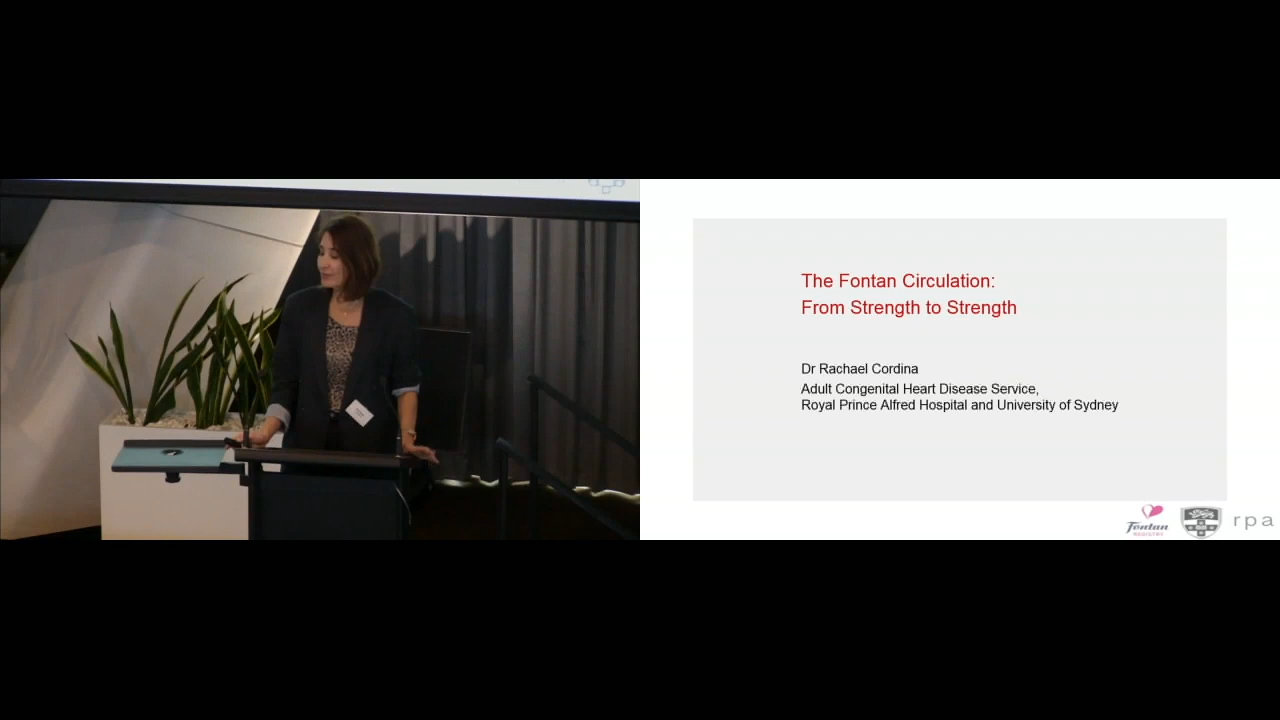 The Fontan Circulation:
From Strength to Strength
Dr Rachael Cordina
Adult Congenital Heart Disease Service,
Royal Prince Alfred Hospital and University of Sydney
Fontan
REGISTRY
rpa